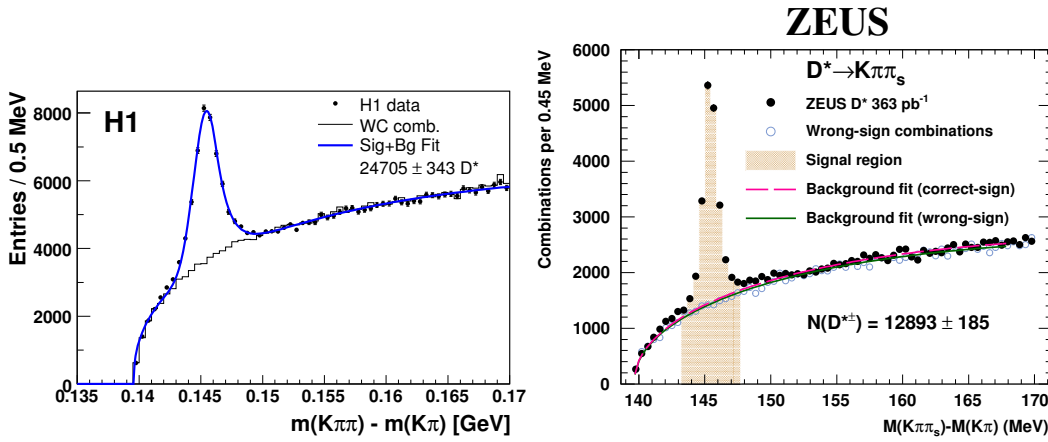 H1
H1 data
WC comb.
Sig+Bg Fit
24705 ± 343 D*
Entries / 0.5 MeV
8000
6000
4000
2000
0
0.135 0.14 0.145 0.15 0.155 0.16 0.165 0.17
m(Kππ) - m(Kπ) [GeV]
ZEUS
D*→Kππₛ
ZEUS D* 363 pb⁻¹
Wrong-sign combinations
Signal region
Background fit (correct-sign)
Background fit (wrong-sign)
N(D*±) = 12893 ± 185
Combinations per 0.45 MeV
6000
5000
4000
3000
2000
1000
0
140 145 150 155 160 165 170
M(Kππₛ)-M(Kπ) (MeV)